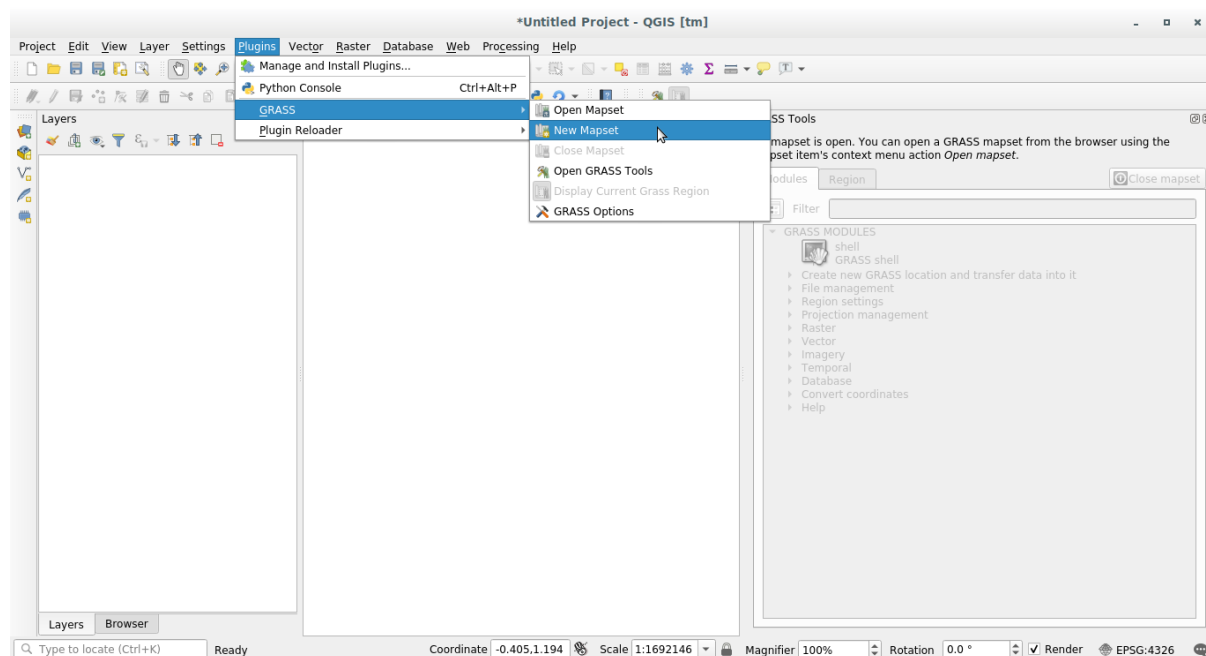 *Untitled Project - QGIS [tm]
Project Edit View Layer Settings Plugins Vector Raster Database Web Processing Help
Manage and Install Plugins...
Python Console Ctrl+Alt+P
GRASS
Plugin Reloader
Open Mapset
New Mapset
Close Mapset
Open GRASS Tools
Display Current Grass Region
GRASS Options
Layers
SS Tools
mapset is open. You can open a GRASS mapset from the browser using the
pset item's context menu action Open mapset.
odules Region Close mapset
Filter
GRASS MODULES
shell
GRASS shell
Create new GRASS location and transfer data into it
File management
Region settings
Projection management
Raster
Vector
Imagery
Temporal
Database
Convert coordinates
Help
Layers Browser
Type to locate (Ctrl+K) Ready Coordinate -0.405,1.194 Scale 1:1692146 Magnifier 100% Rotation 0.0 ° Render EPSG:4326